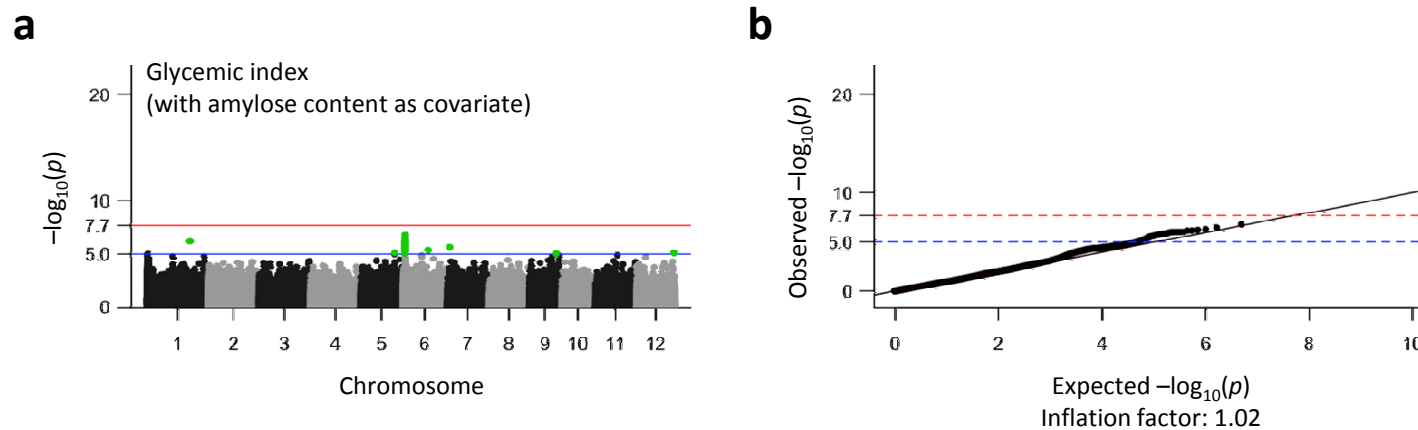 a
Glycemic index
(with amylose content as covariate)
–log10(p)
20
10
7.7
5.0
0
1 2 3 4 5 6 7 8 9 10 11 12
Chromosome
b
Observed –log10(p)
20
10
7.7
5.0
0
0 2 4 6 8 10
Expected –log10(p)
Inflation factor: 1.02